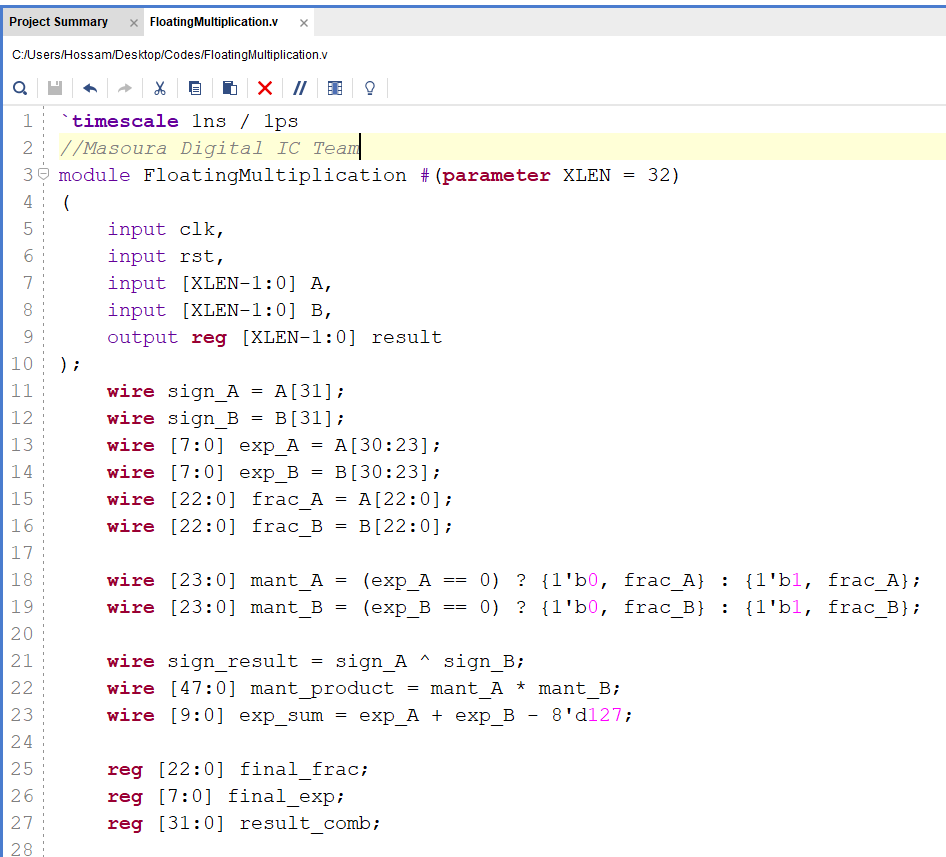 Project Summary × FloatingMultiplication.v ×
C:/Users/Hossam/Desktop/Codes/FloatingMultiplication.v
1 `timescale 1ns / 1ps
2 //Masoura Digital IC Team
3 module FloatingMultiplication #(parameter XLEN = 32)
4 (
5 input clk,
6 input rst,
7 input [XLEN-1:0] A,
8 input [XLEN-1:0] B,
9 output reg [XLEN-1:0] result
10 );
11 wire sign_A = A[31];
12 wire sign_B = B[31];
13 wire [7:0] exp_A = A[30:23];
14 wire [7:0] exp_B = B[30:23];
15 wire [22:0] frac_A = A[22:0];
16 wire [22:0] frac_B = B[22:0];
17
18 wire [23:0] mant_A = (exp_A == 0) ? {1'b0, frac_A} : {1'b1, frac_A};
19 wire [23:0] mant_B = (exp_B == 0) ? {1'b0, frac_B} : {1'b1, frac_B};
20
21 wire sign_result = sign_A ^ sign_B;
22 wire [47:0] mant_product = mant_A * mant_B;
23 wire [9:0] exp_sum = exp_A + exp_B - 8'd127;
24
25 reg [22:0] final_frac;
26 reg [7:0] final_exp;
27 reg [31:0] result_comb;
28